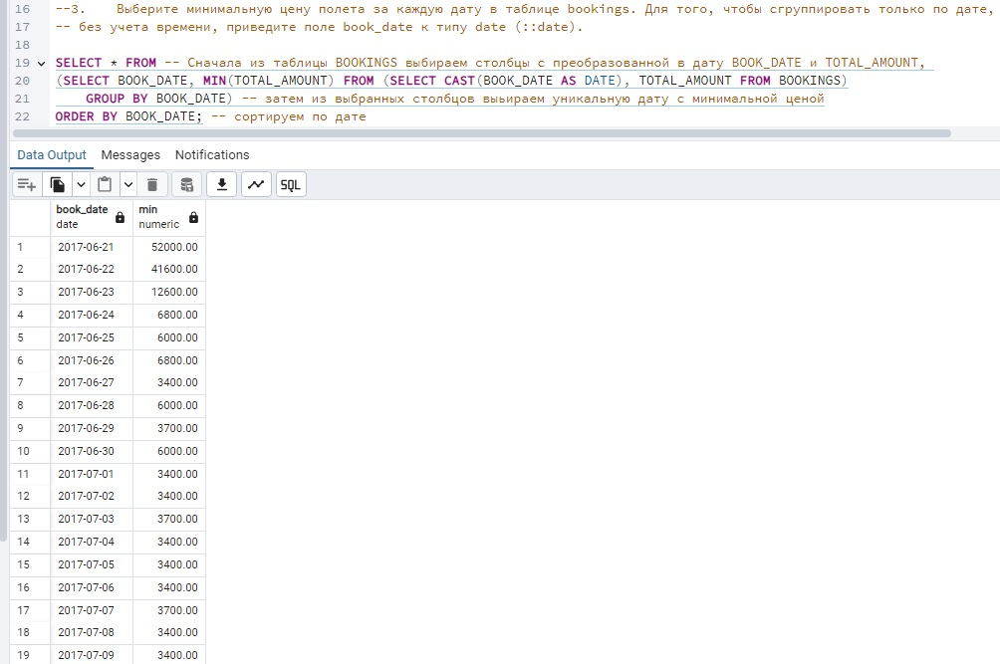 16 --3.    Выберите минимальную цену полета за каждую дату в таблице bookings. Для того, чтобы сгруппировать только по дате,
17 -- без учета времени, приведите поле book_date к типу date (::date).
18
19 SELECT * FROM -- Сначала из таблицы BOOKINGS выбираем столбцы с преобразованной в дату BOOK_DATE и TOTAL_AMOUNT,
20 (SELECT BOOK_DATE, MIN(TOTAL_AMOUNT) FROM (SELECT CAST(BOOK_DATE AS DATE), TOTAL_AMOUNT FROM BOOKINGS)
21     GROUP BY BOOK_DATE) -- затем из выбранных столбцов выьираем уникальную дату с минимальной ценой
22 ORDER BY BOOK_DATE; -- сортируем по дате
Data Output Messages Notifications
SQL
book_date min
date numeric
1 2017-06-21 52000.00
2 2017-06-22 41600.00
3 2017-06-23 12600.00
4 2017-06-24 6800.00
5 2017-06-25 6000.00
6 2017-06-26 6800.00
7 2017-06-27 3400.00
8 2017-06-28 6000.00
9 2017-06-29 3700.00
10 2017-06-30 6000.00
11 2017-07-01 3400.00
12 2017-07-02 3400.00
13 2017-07-03 3700.00
14 2017-07-04 3400.00
15 2017-07-05 3400.00
16 2017-07-06 3400.00
17 2017-07-07 3700.00
18 2017-07-08 3400.00
19 2017-07-09 3400.00